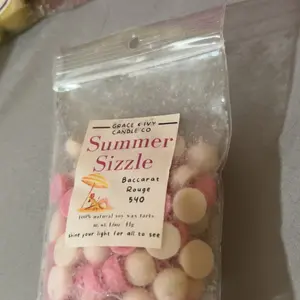 GRACE & IVY
CANDLE CO
Summer
Sizzle
Baccarat
Rouge
540
100% natural soy wax tarts
shine your light for all to see